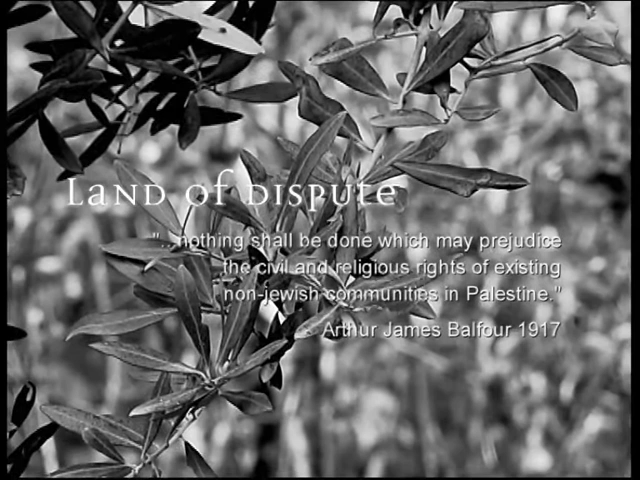 Land of dispute
"...nothing shall be done which may prejudice
the civil and religious rights of existing
non-jewish communities in Palestine."
Arthur James Balfour 1917